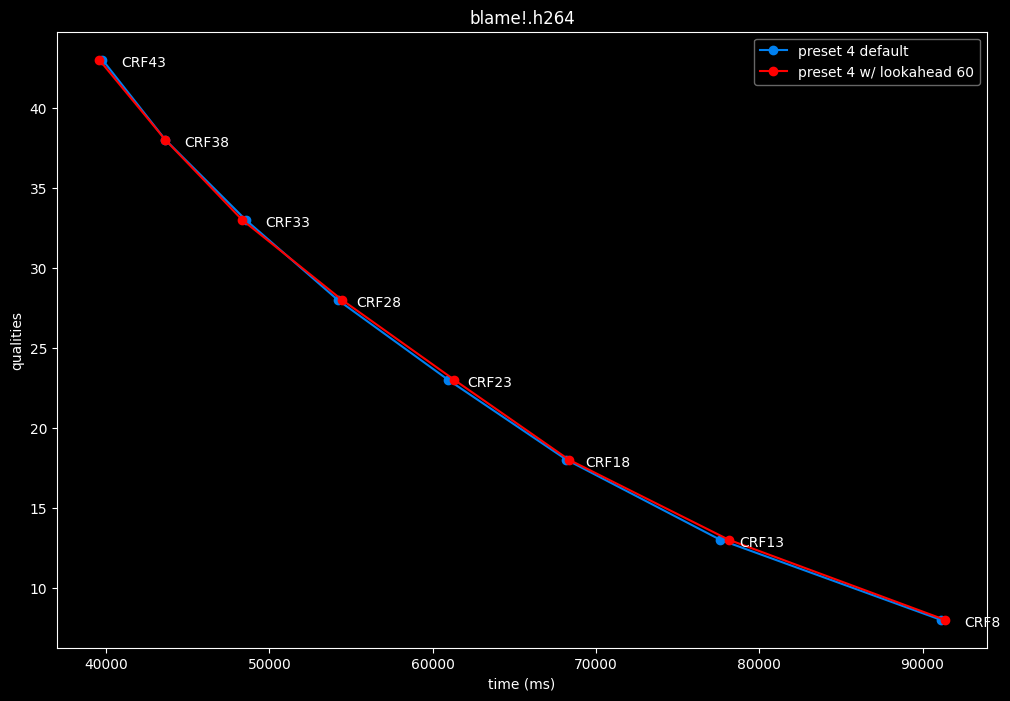 blame!.h264
preset 4 default
preset 4 w/ lookahead 60
CRF43
CRF38
CRF33
CRF28
CRF23
CRF18
CRF13
CRF8
qualities
40
35
30
25
20
15
10
40000 50000 60000 70000 80000 90000
time (ms)